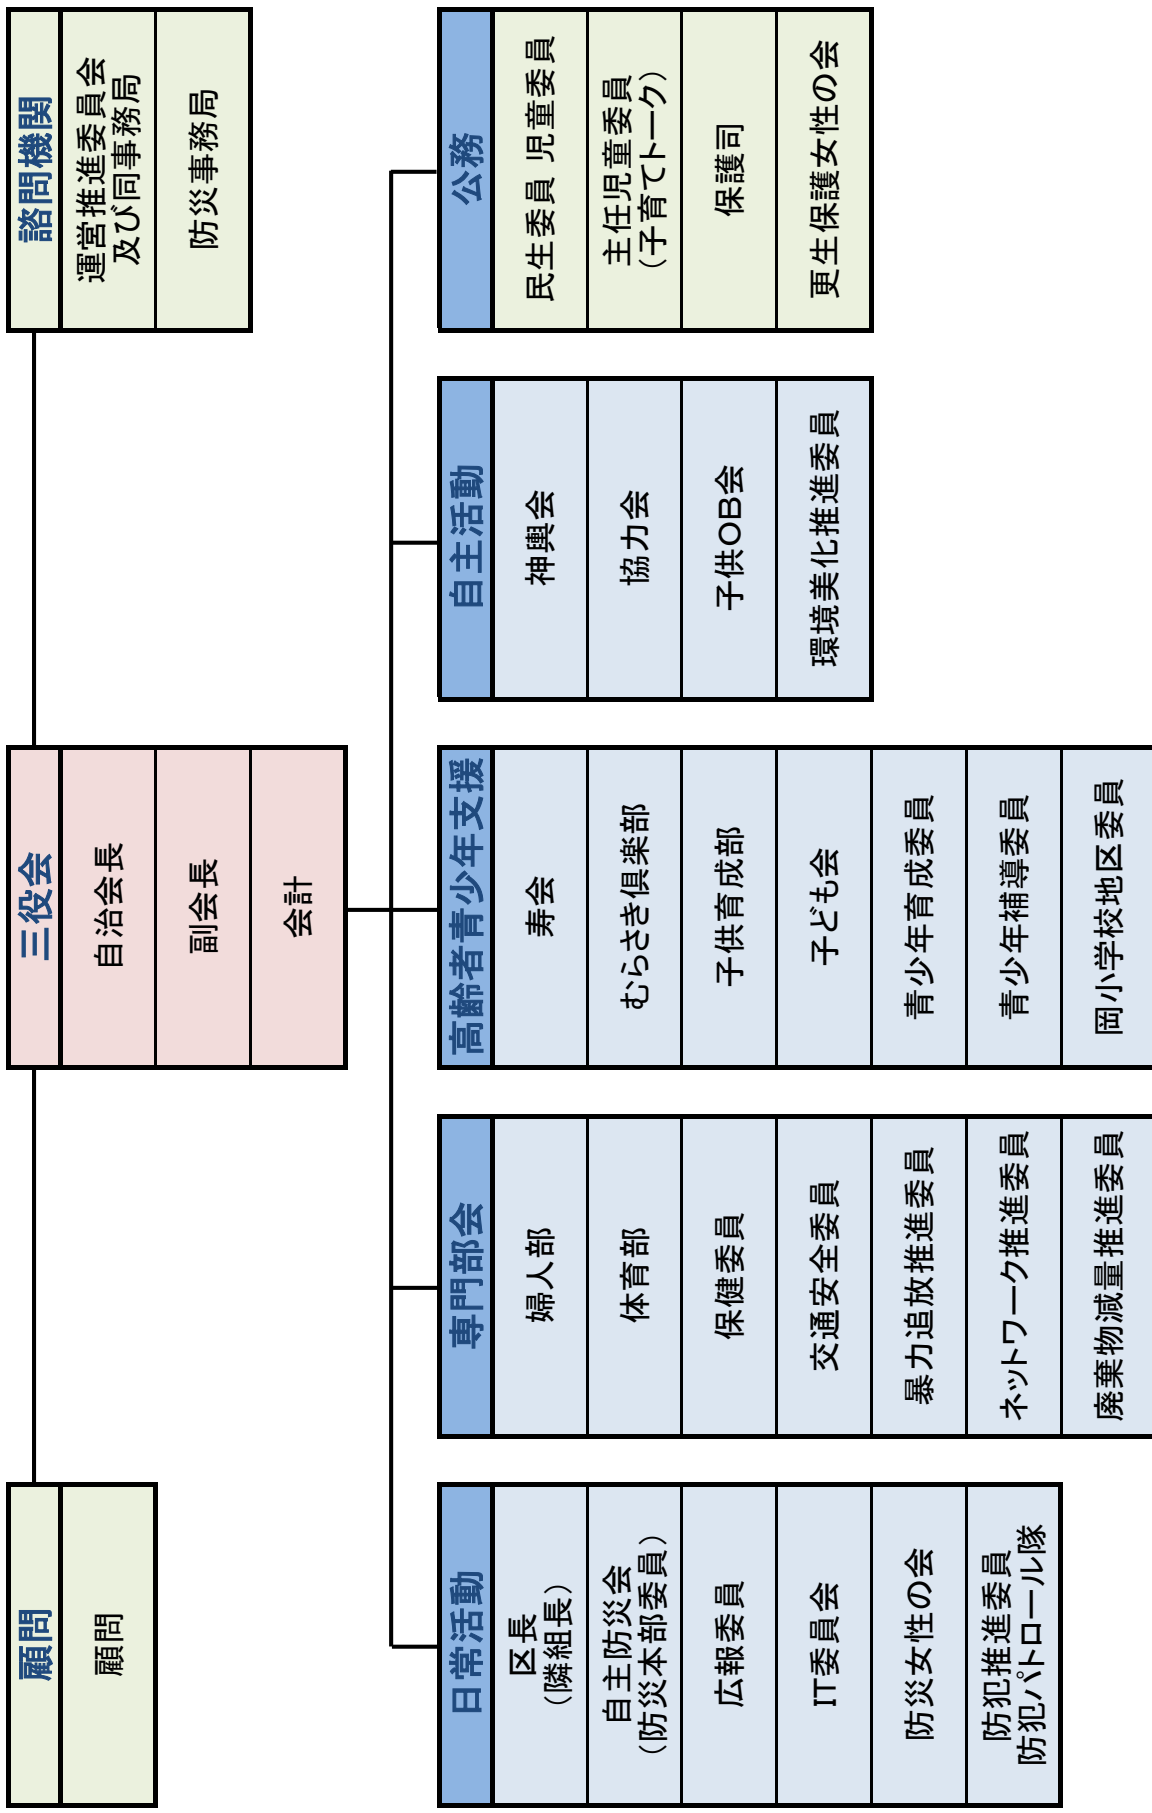 顧問
顧問
三役会
自治会長
副会長
会計
諮問機関
運営推進委員会
及び同事務局
防災事務局
日常活動
区長
（隣組長）
自主防災会
（防災本部委員）
広報委員
IT委員会
防災女性の会
防犯推進委員
防犯パトロール隊
専門部会
婦人部
体育部
保健委員
交通安全委員
暴力追放推進委員
ネットワーク推進委員
廃棄物減量推進委員
高齢者青少年支援
寿会
むらさき倶楽部
子供育成部
子ども会
青少年育成委員
青少年補導委員
岡小学校地区委員
自主活動
神輿会
協力会
子供OB会
環境美化推進委員
公務
民生委員 児童委員
主任児童委員
（子育てトーク）
保護司
更生保護女性の会